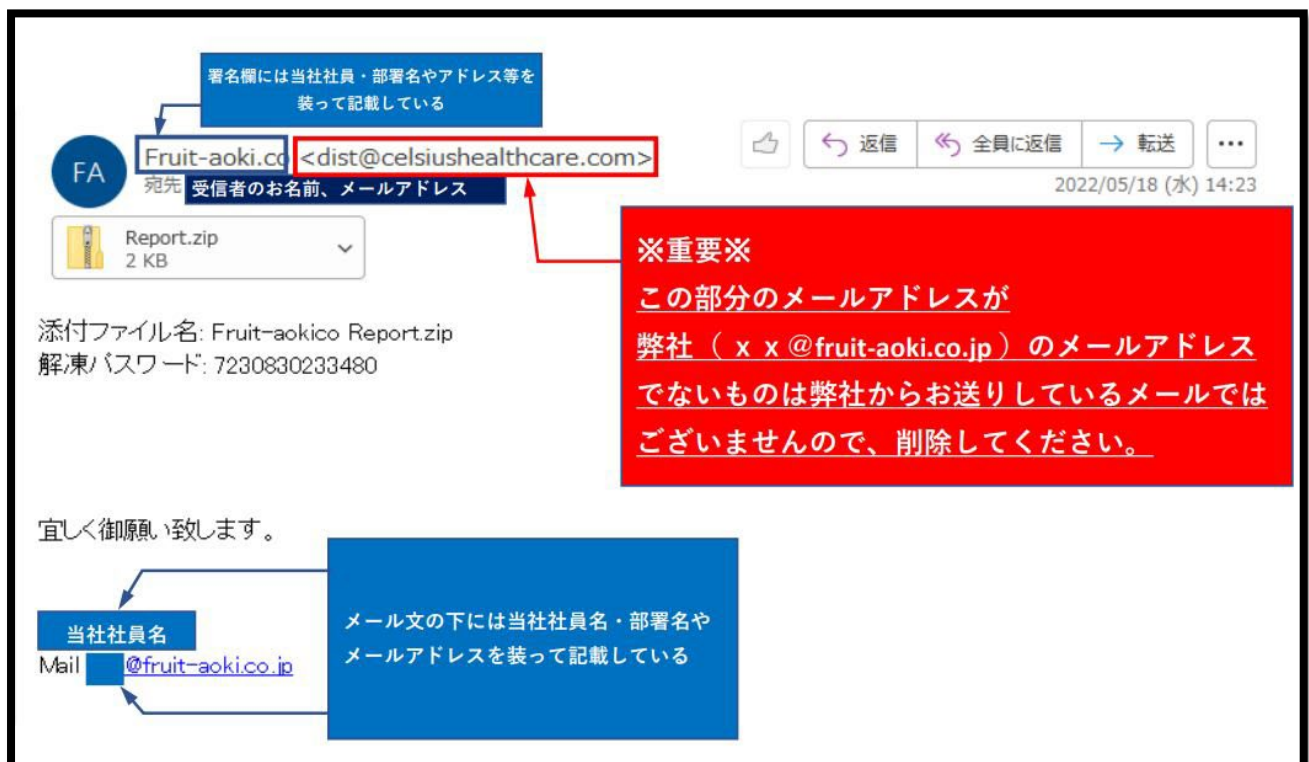 署名欄には当社社員・部署名やアドレス等を
装って記載している
FA
Fruit-aoki.co <dist@celsiushealthcare.com>
宛先 受信者のお名前、メールアドレス
返信
全員に返信
転送
2022/05/18 (水) 14:23
Report.zip
2 KB
※重要※
この部分のメールアドレスが
弊社（ｘｘ@fruit-aoki.co.jp）のメールアドレス
でないものは弊社からお送りしているメールでは
ございませんので、削除してください。
添付ファイル名: Fruit-aokico Report.zip
解凍パスワード: 7230830233480
宜しく御願い致します。
当社社員名
Mail @fruit-aoki.co.jp
メール文の下には当社社員名・部署名や
メールアドレスを装って記載している